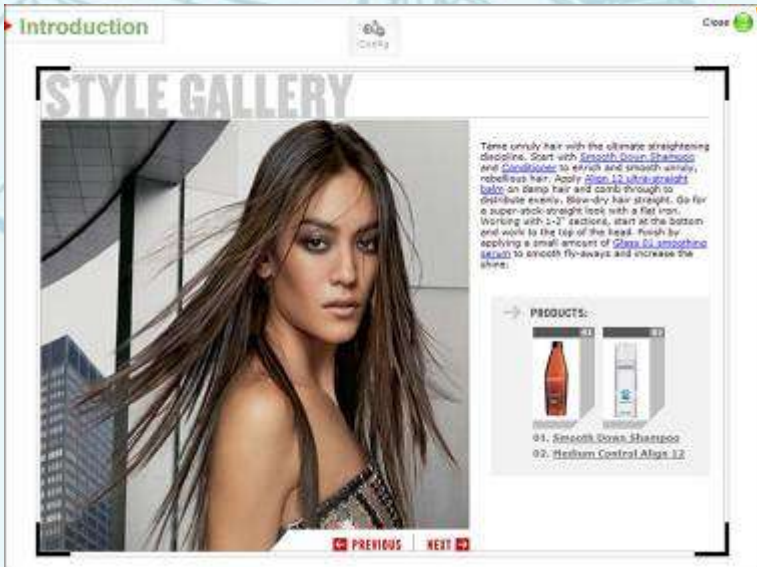 Introduction
Config
Close
STYLE GALLERY
Tame unruly hair with the ultimate straightening
discipline. Start with Smooth Down Shampoo
and Conditioner to enrich and smooth unruly,
rebellious hair. Apply Align 12 ultra-straight
balm on damp hair and comb through to
distribute evenly. Blow-dry hair straight. Go for
a super-stick-straight look with a flat iron.
Working with 1-2" sections, start at the bottom
and work to the top of the head. Finish by
applying a small amount of Glass 01 smoothing
serum to smooth fly-aways and increase the
shine.
PRODUCTS:
01
02
01. Smooth Down Shampoo
02. Medium Control Align 12
PREVIOUS NEXT